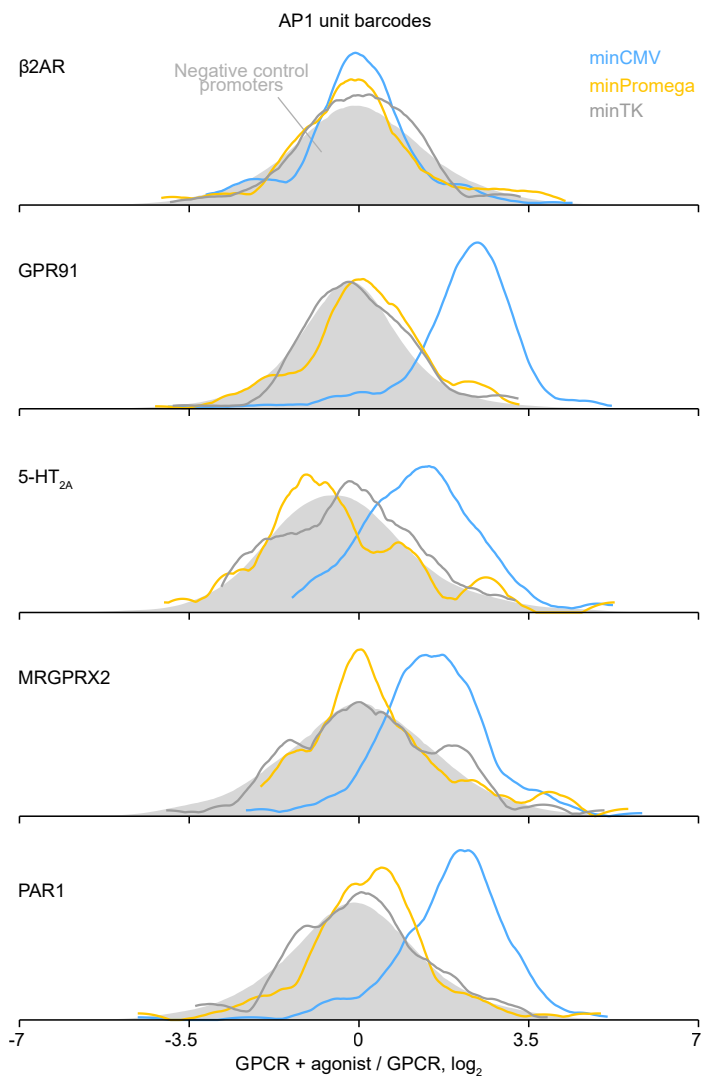 AP1 unit barcodes
β2AR
Negative control
promoters
minCMV
minPromega
minTK
GPR91
5-HT2A
MRGPRX2
PAR1
-7 -3.5 0 3.5 7
GPCR + agonist / GPCR, log2